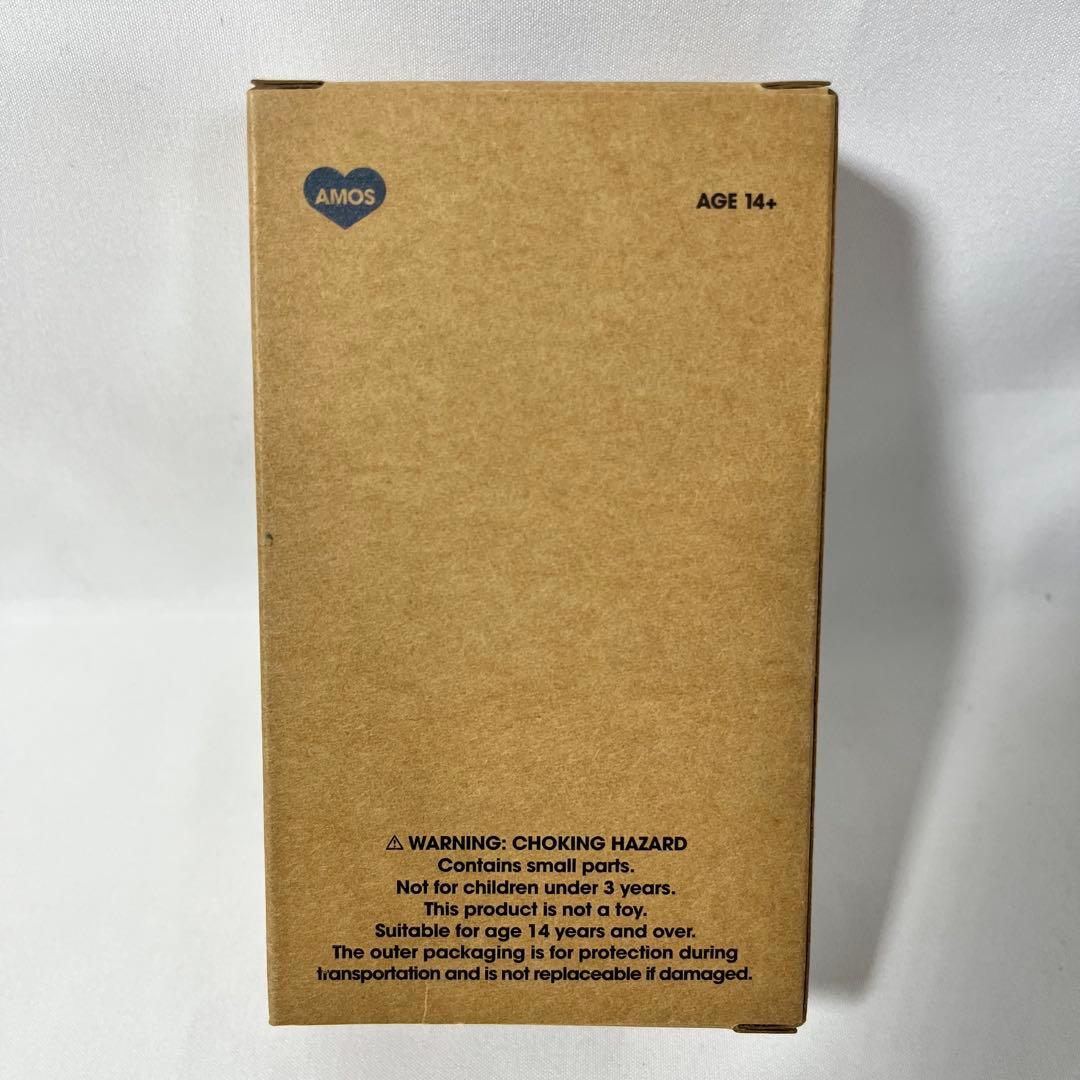 AMOS
AGE 14+
⚠ WARNING: CHOKING HAZARD
Contains small parts.
Not for children under 3 years.
This product is not a toy.
Suitable for age 14 years and over.
The outer packaging is for protection during
transportation and is not replaceable if damaged.